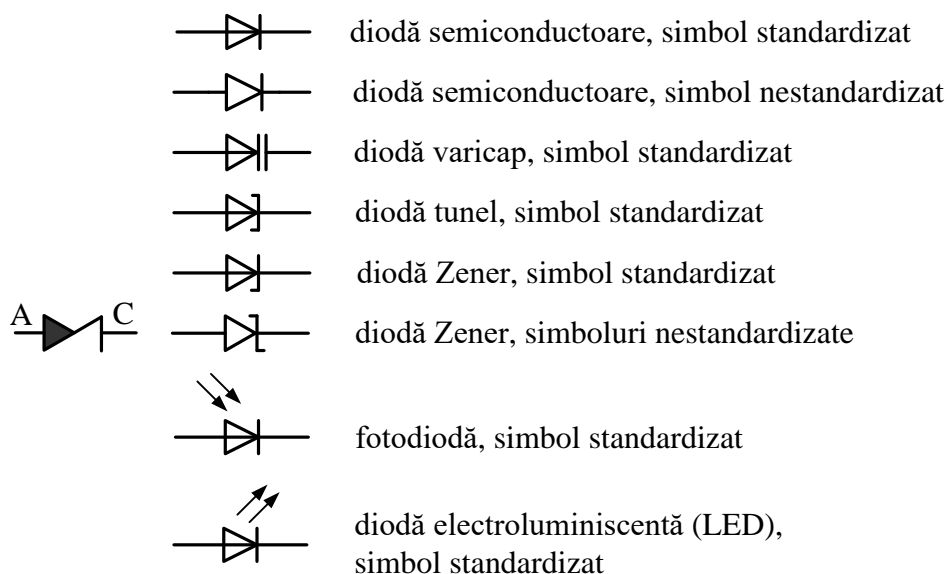 diodă semiconductoare, simbol standardizat
diodă semiconductoare, simbol nestandardizat
diodă varicap, simbol standardizat
diodă tunel, simbol standardizat
diodă Zener, simbol standardizat
A C diodă Zener, simboluri nestandardizate
fotodiodă, simbol standardizat
diodă electroluminiscentă (LED),
simbol standardizat